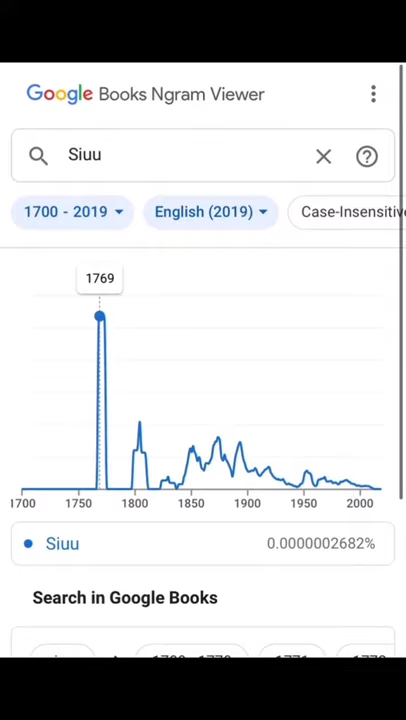 Google Books Ngram Viewer
Siuu
1700 - 2019 English (2019) Case-Insensitive
1769
1700 1750 1800 1850 1900 1950 2000
Siuu 0.0000002682%
Search in Google Books